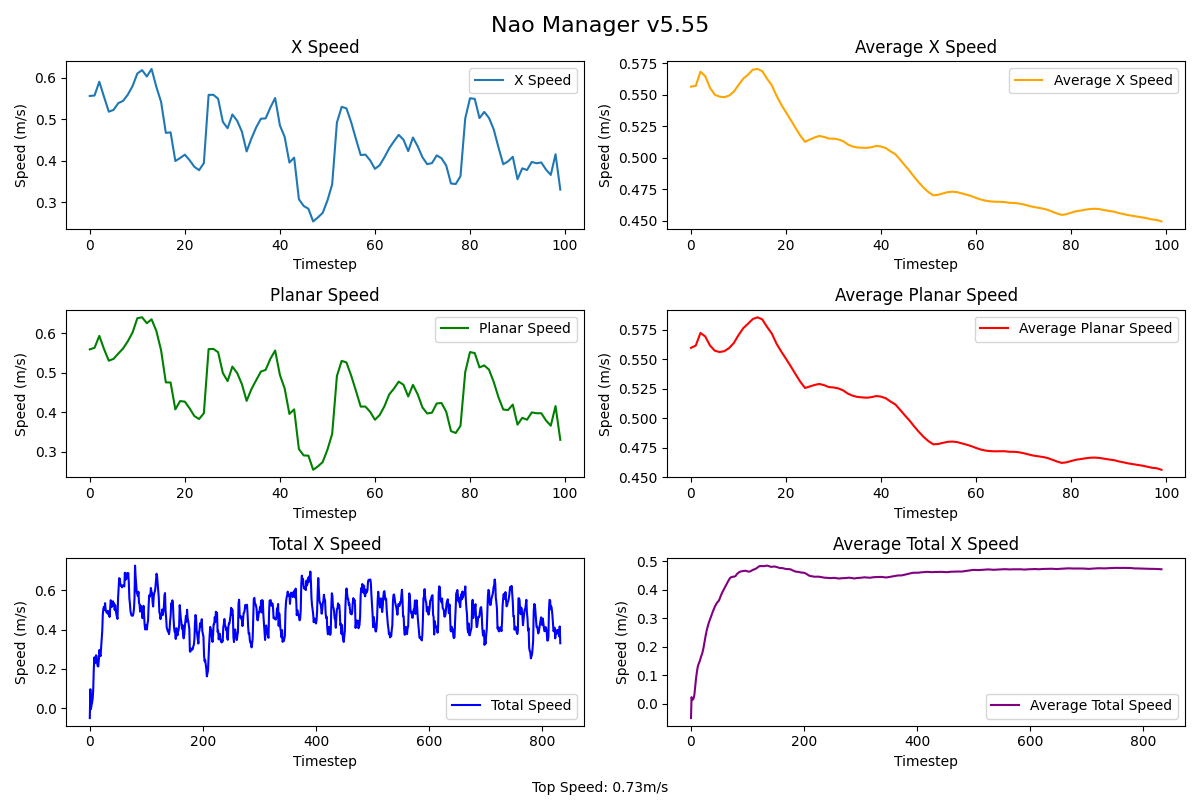 Nao Manager v5.55
X Speed
Speed (m/s)
0.6
0.5
0.4
0.3
X Speed
0 20 40 60 80 100
Timestep
Average X Speed
Speed (m/s)
0.575
0.550
0.525
0.500
0.475
0.450
Average X Speed
0 20 40 60 80 100
Timestep
Planar Speed
Speed (m/s)
0.6
0.5
0.4
0.3
Planar Speed
0 20 40 60 80 100
Timestep
Average Planar Speed
Speed (m/s)
0.575
0.550
0.525
0.500
0.475
0.450
Average Planar Speed
0 20 40 60 80 100
Timestep
Total X Speed
Speed (m/s)
0.6
0.4
0.2
0.0
Total Speed
0 200 400 600 800
Timestep
Average Total X Speed
Speed (m/s)
0.5
0.4
0.3
0.2
0.1
0.0
Average Total Speed
0 200 400 600 800
Timestep
Top Speed: 0.73m/s